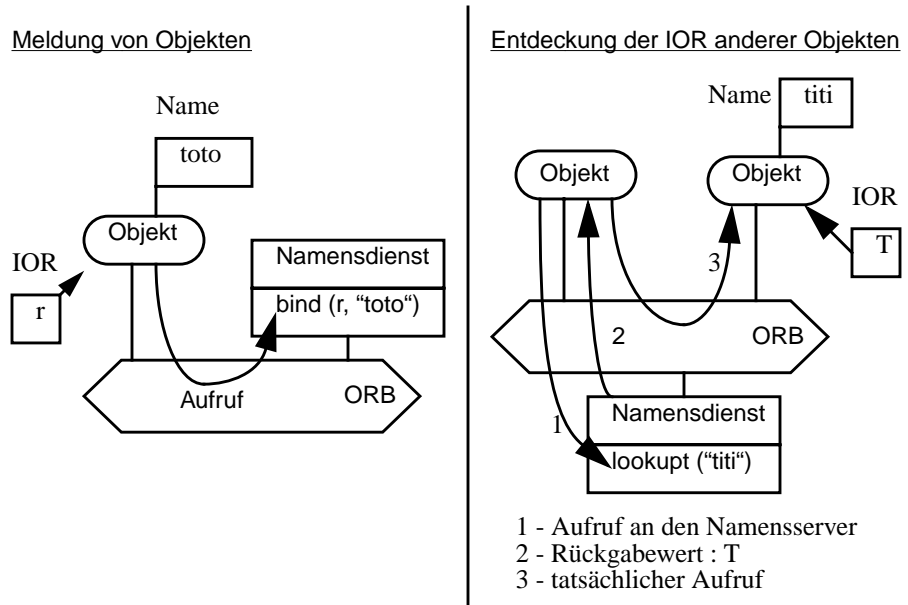 Meldung von Objekten
Name
toto
Objekt
IOR
r
Namensdienst
bind (r, “toto“)
Aufruf
ORB
Entdeckung der IOR anderer Objekten
Name
titi
Objekt
Objekt
IOR
T
3
2
ORB
1
Namensdienst
lookupt (“titi“)
1 - Aufruf an den Namensserver
2 - Rückgabewert : T
3 - tatsächlicher Aufruf